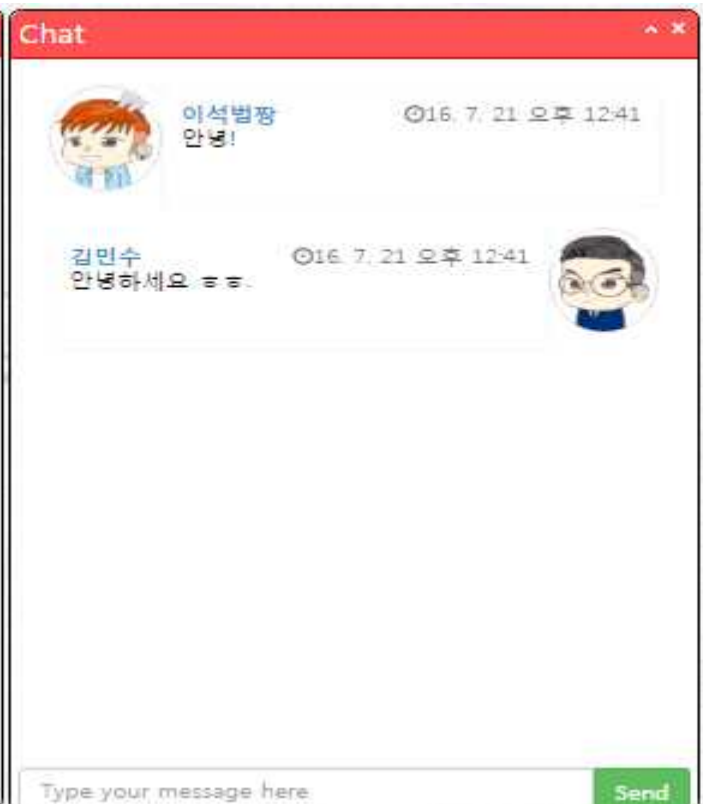 Chat
이석범짱
16. 7. 21 오후 12:41
안녕!
김민수
16. 7. 21 오후 12:41
안녕하세요 ㅎㅎ.
Type your message here
Send